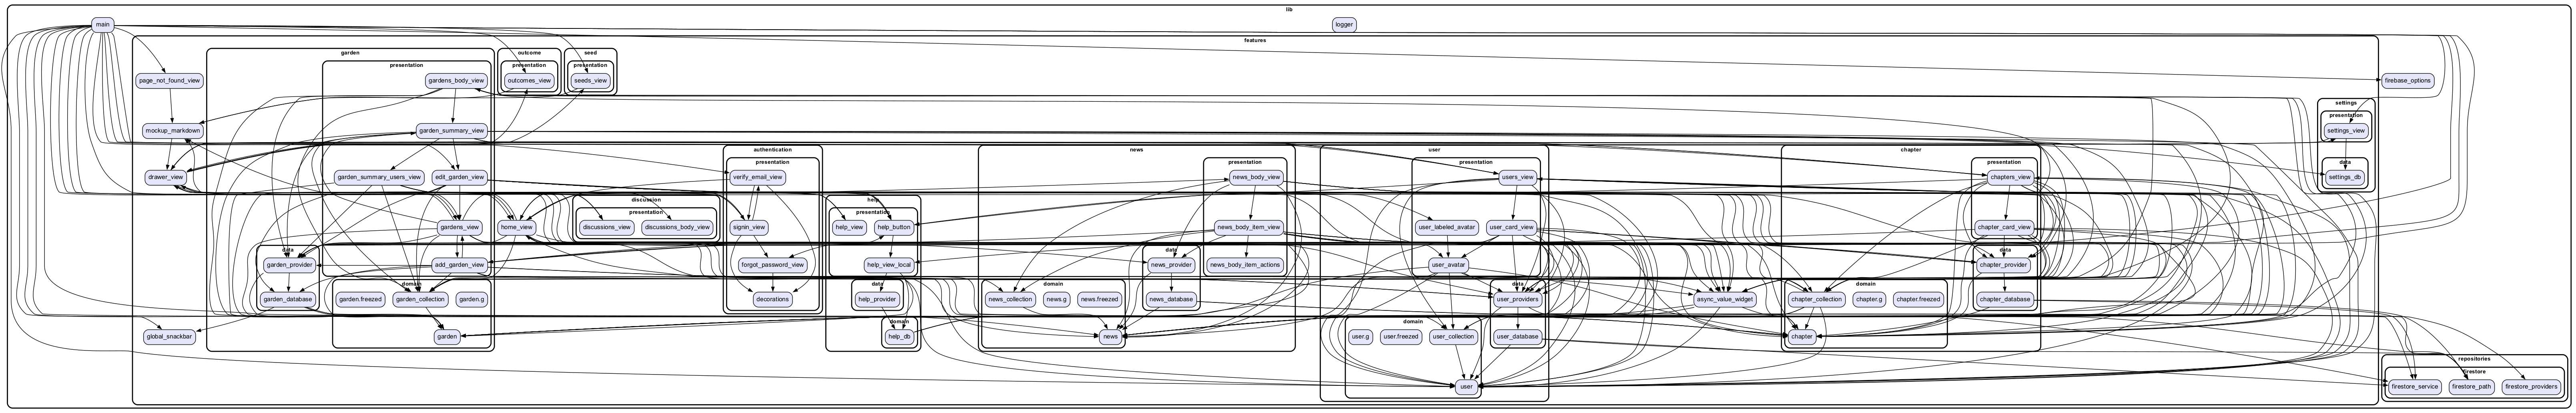 lib
main
logger
features
garden
outcome
seed
presentation
presentation
presentation
page_not_found_view
gardens_body_view
outcomes_view
seeds_view
firebase_options
settings
presentation
mockup_markdown
garden_summary_view
settings_view
authentication
news
user
chapter
presentation
presentation
presentation
presentation
data
drawer_view
garden_summary_users_view
edit_garden_view
verify_email_view
news_body_view
users_view
chapters_view
settings_db
discussion
help
presentation
presentation
gardens_view
home_view
discussions_view
discussions_body_view
signin_view
help_view
help_button
news_body_item_view
user_labeled_avatar
user_card_view
chapter_card_view
data
data
data
garden_provider
add_garden_view
forgot_password_view
help_view_local
news_provider
news_body_item_actions
user_avatar
chapter_provider
domain
data
domain
data
domain
garden_database
garden.freezed
garden_collection
garden.g
decorations
help_provider
news_collection
news.g
news.freezed
news_database
user_providers
async_value_widget
chapter_collection
chapter.g
chapter.freezed
chapter_database
domain
domain
global_snackbar
garden
help_db
news
user.g
user.freezed
user_collection
user_database
chapter
repositories
firestore
user
firestore_service
firestore_path
firestore_providers